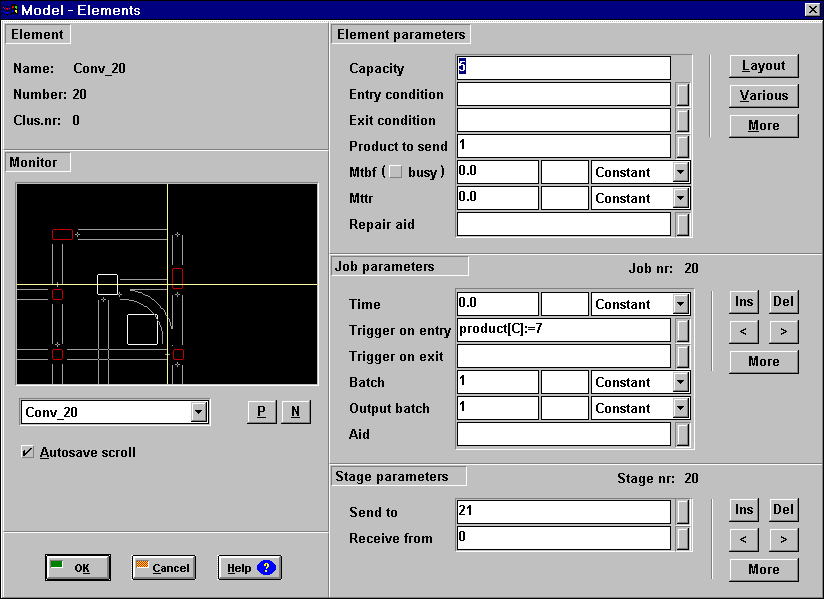 Model - Elements
Element
Name: Conv_20
Number: 20
Clus.nr: 0
Monitor
Conv_20
P N
Autosave scroll
OK Cancel Help ?
Element parameters
Capacity 5
Entry condition
Exit condition
Product to send 1
Mtbf ( busy ) 0.0 Constant
Mttr 0.0 Constant
Repair aid
Layout
Various
More
Job parameters Job nr: 20
Time 0.0 Constant
Trigger on entry product[C]:=7
Trigger on exit
Batch 1 Constant
Output batch 1 Constant
Aid
Ins Del
< >
More
Stage parameters Stage nr: 20
Send to 21
Receive from 0
Ins Del
< >
More